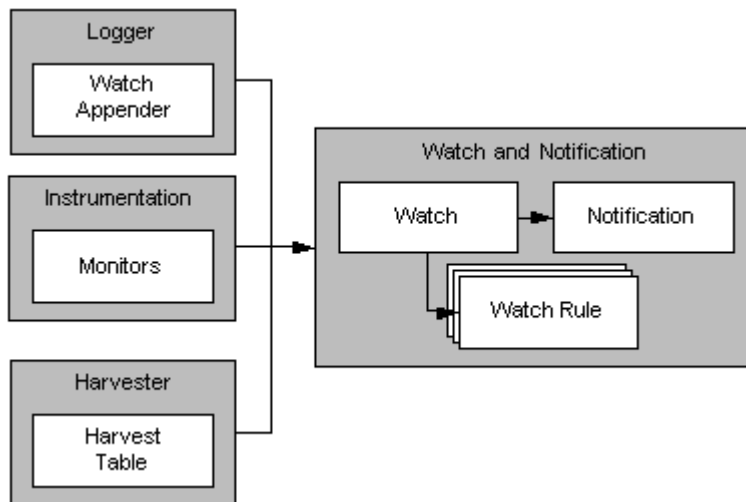 Logger
Watch
Appender
Instrumentation
Monitors
Harvester
Harvest
Table
Watch and Notification
Watch
Notification
Watch Rule